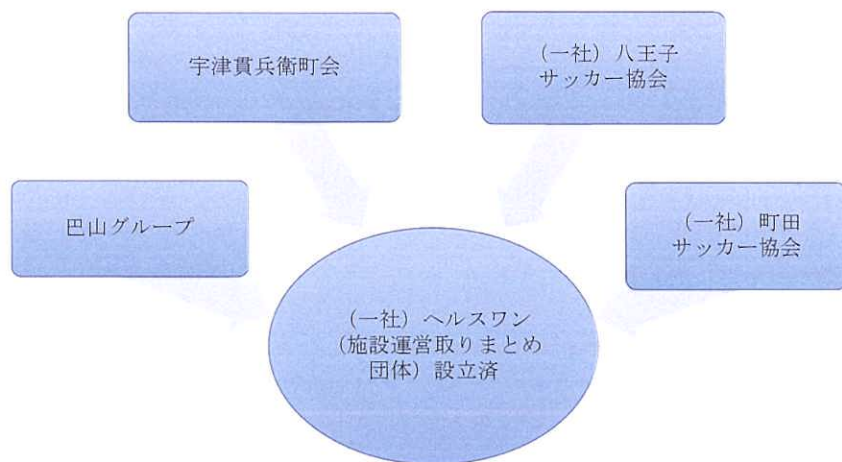 宇津貫兵衛町会
（一社）八王子
サッカー協会
巴山グループ
（一社）町田
サッカー協会
（一社）ヘルスワン
（施設運営取りまとめ
団体）設立済